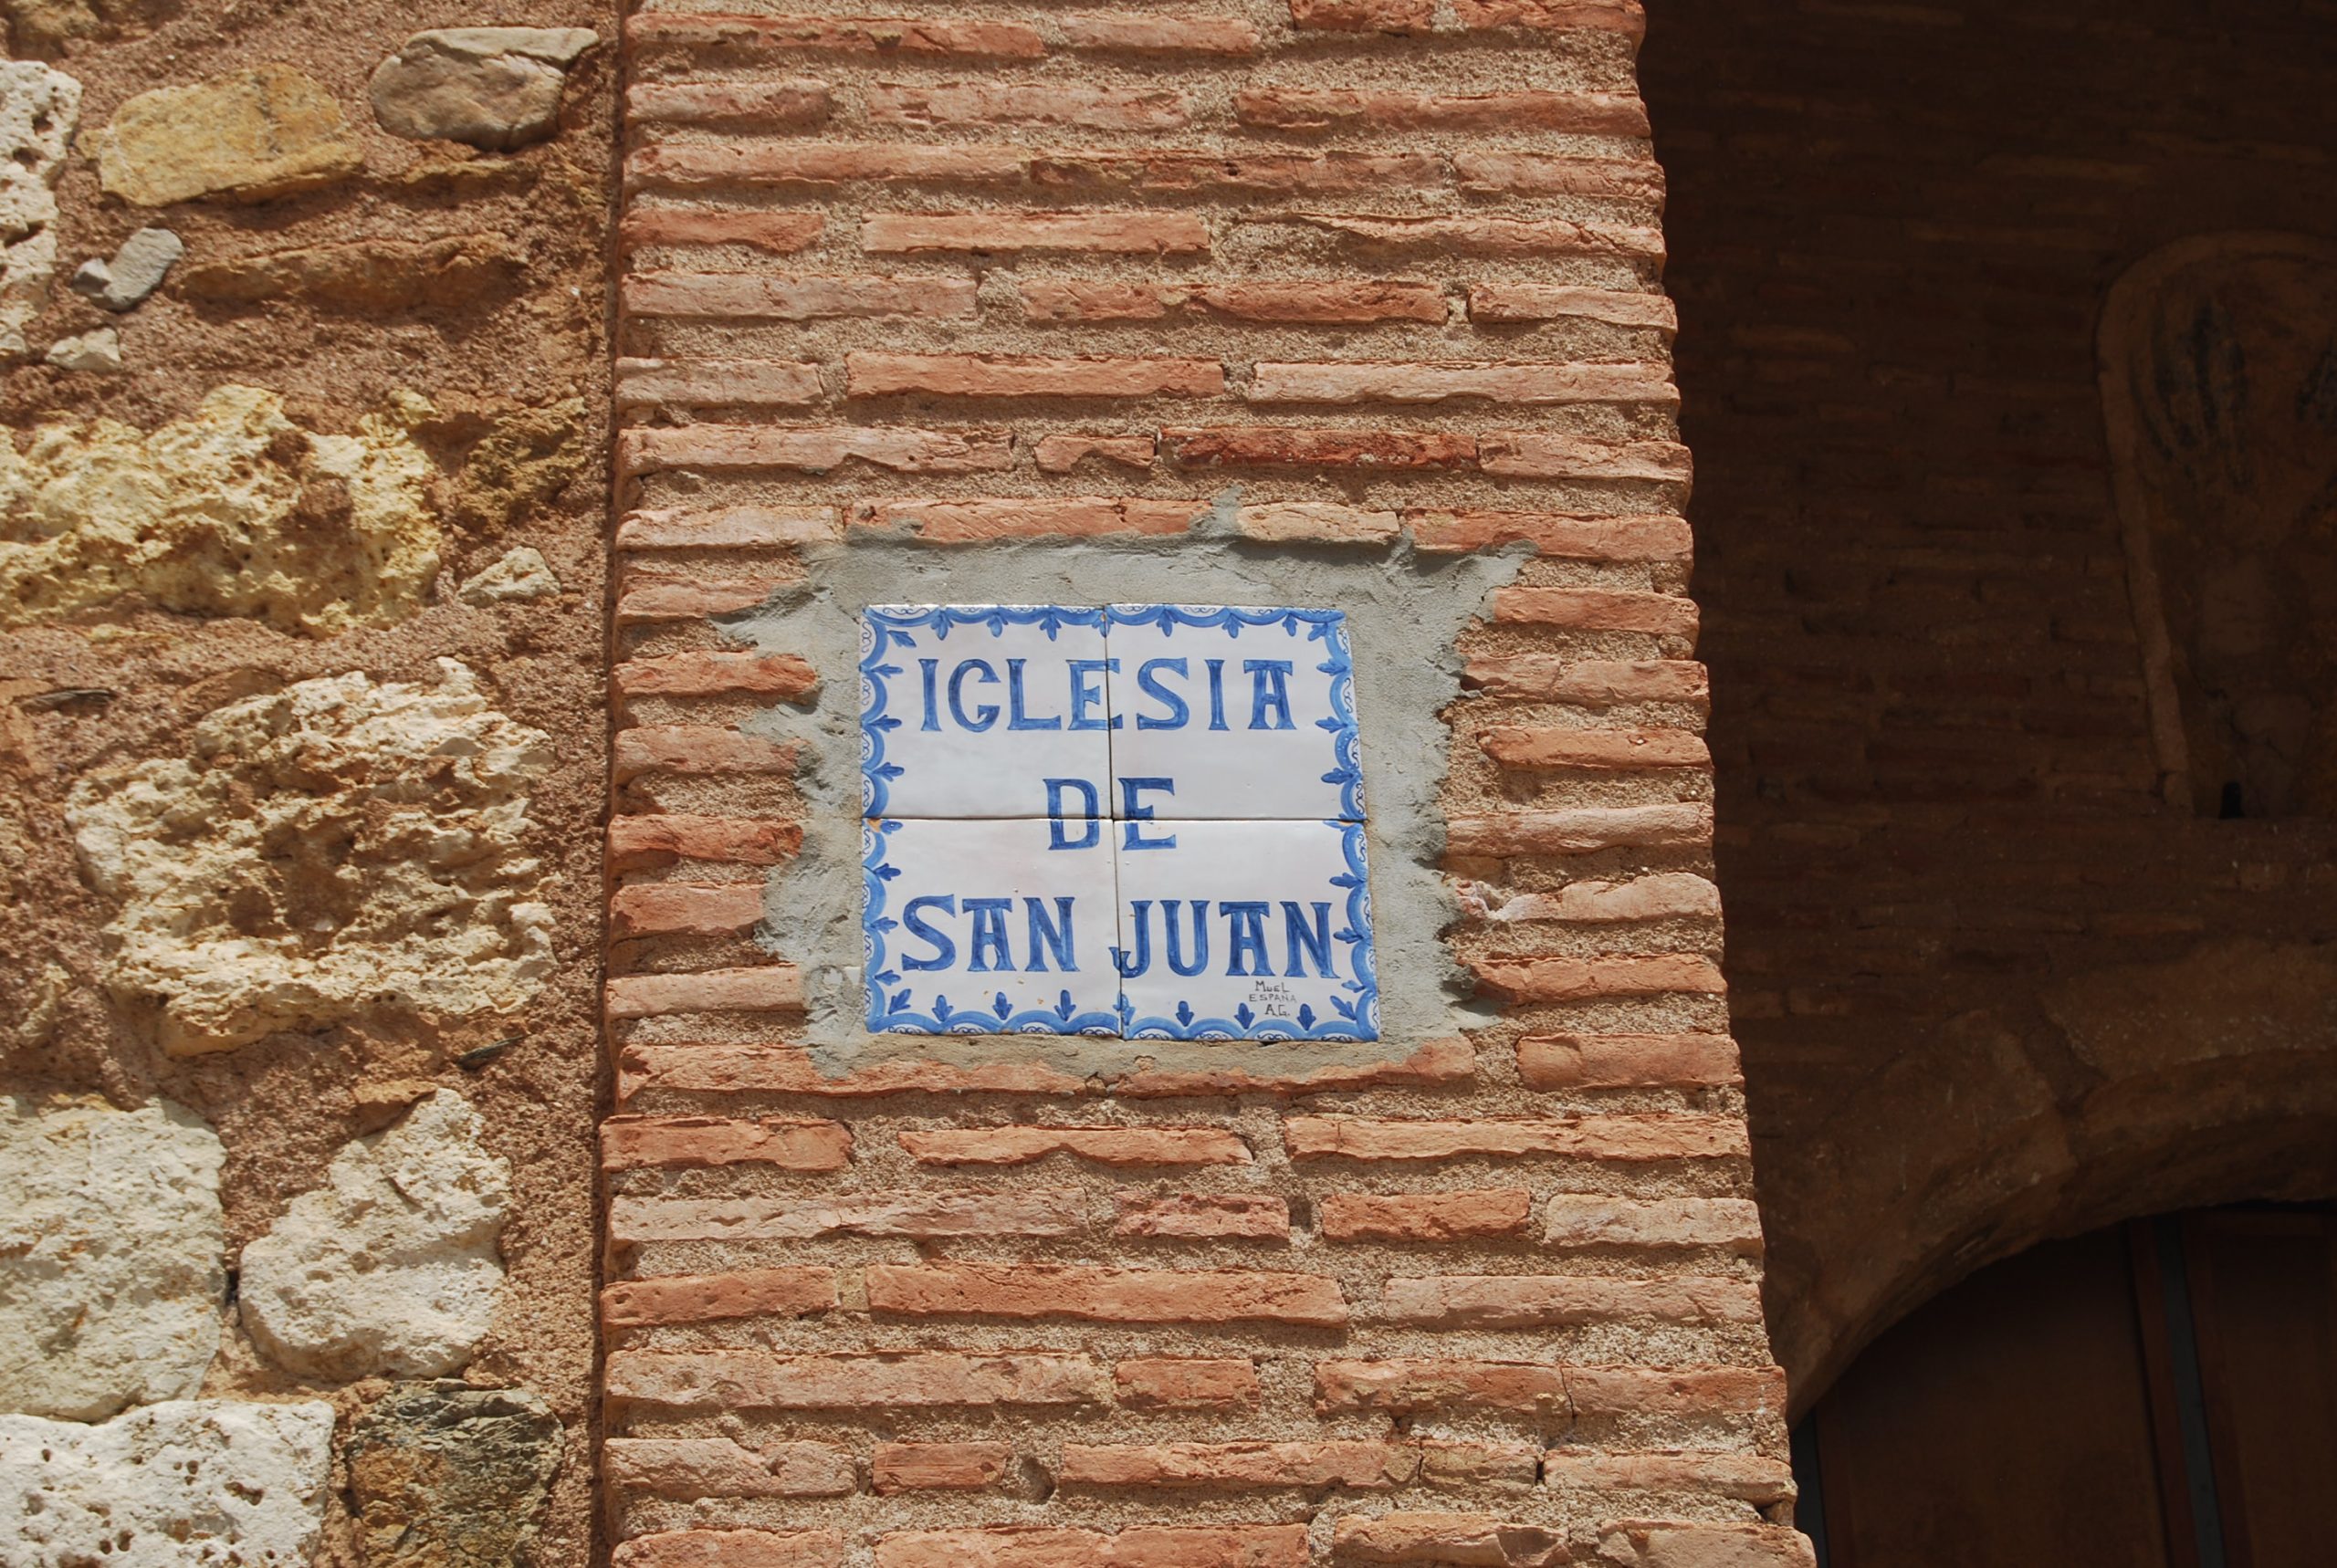 IGLESIA
DE
SAN JUAN
MUEL
ESPAÑA
A.G.